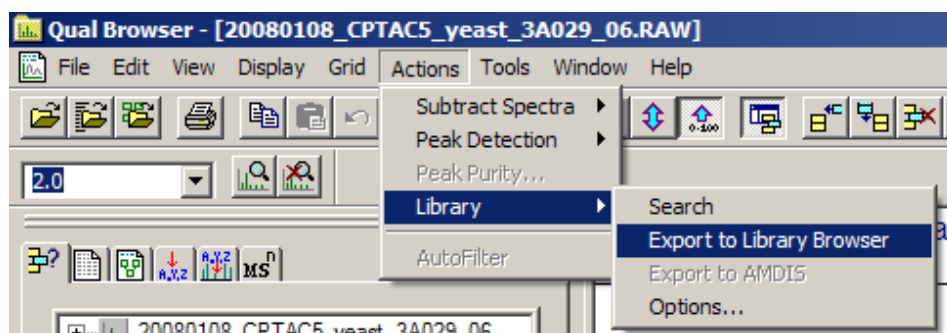 Qual Browser - [20080108_CPTAC5_yeast_3A029_06.RAW]
File Edit View Display Grid Actions Tools Window Help
Subtract Spectra
0-100
Peak Detection
2.0
Peak Purity...
Library
Search
Export to Library Browser
AutoFilter
Export to AMDIS
A,Y,Z A,Y,Z MSn
Options...
20080108_CPTAC5_yeast_3A029_06